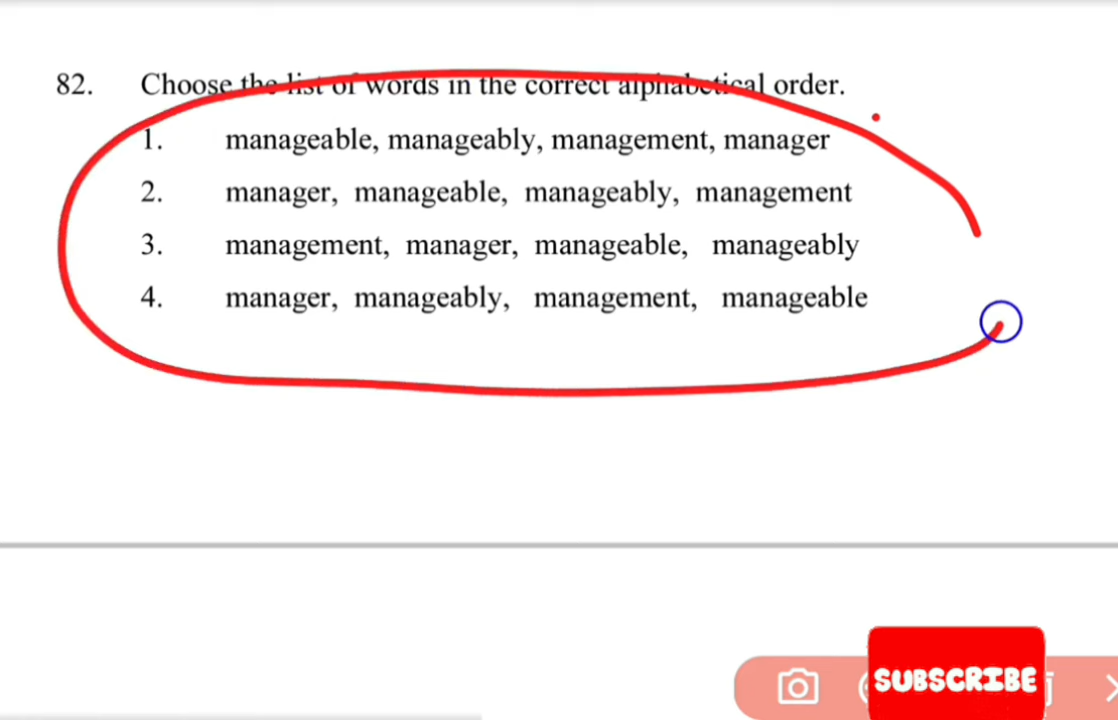 82. Choose the list of words in the correct alphabetical order.
1. manageable, manageably, management, manager
2. manager, manageable, manageably, management
3. management, manager, manageable, manageably
4. manager, manageably, management, manageable
SUBSCRIBE